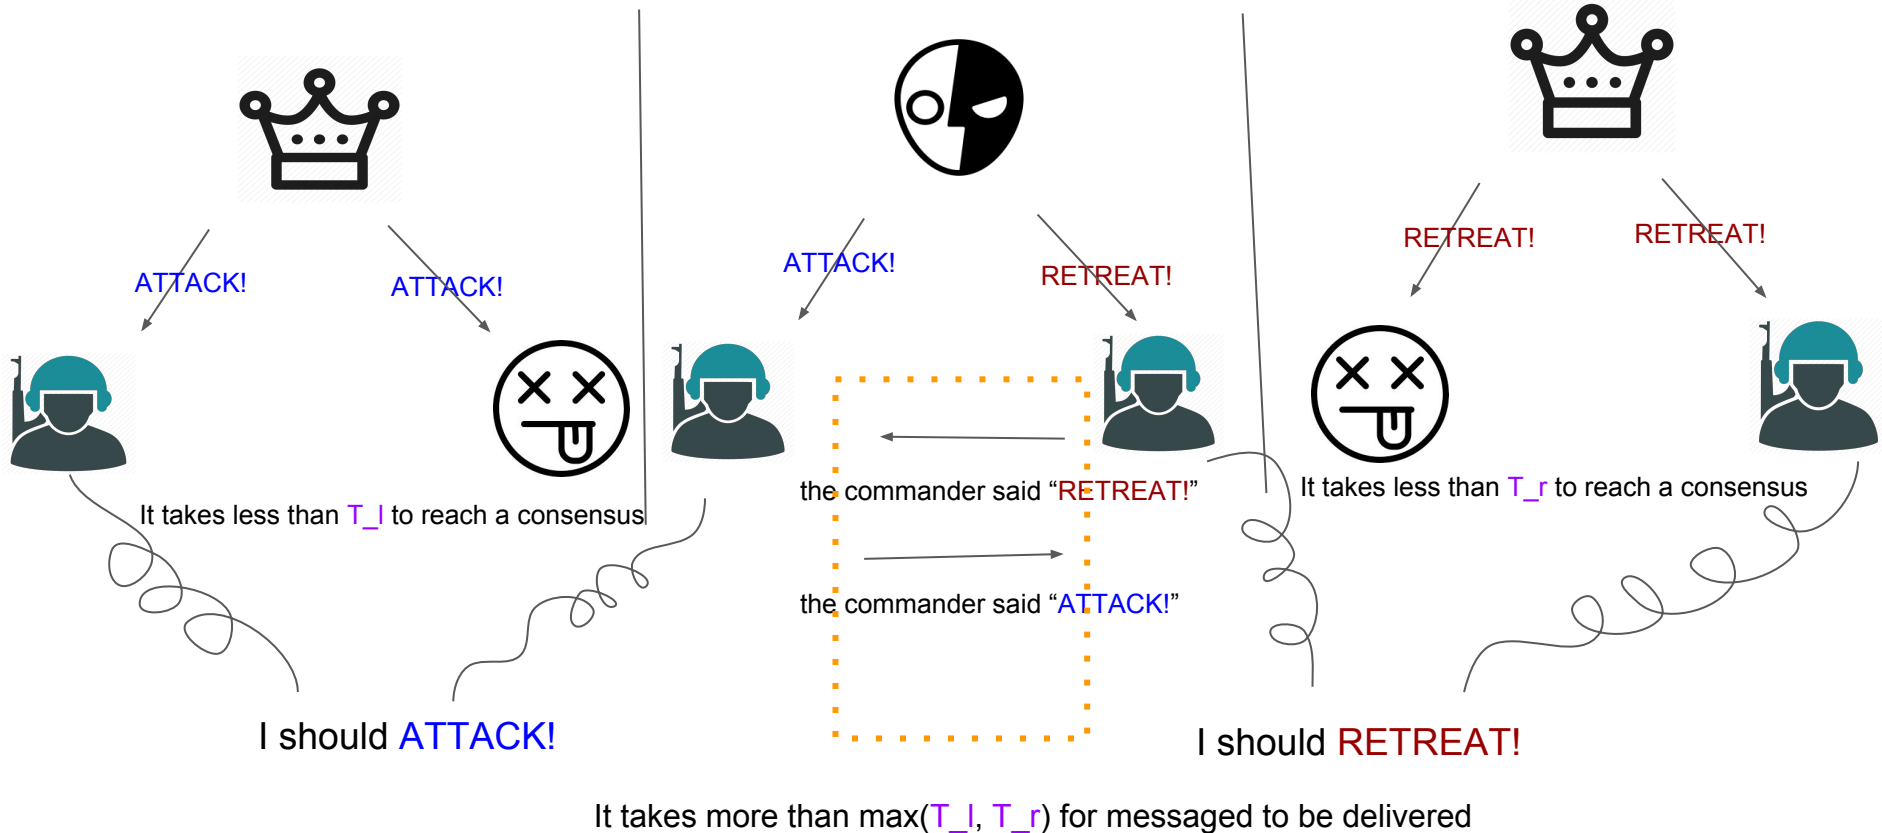 ATTACK!
ATTACK!
ATTACK!
RETREAT!
RETREAT!
RETREAT!
It takes less than T_l to reach a consensus
the commander said “RETREAT!”
the commander said “ATTACK!”
It takes less than T_r to reach a consensus
I should ATTACK!
I should RETREAT!
It takes more than max(T_l, T_r) for messaged to be delivered